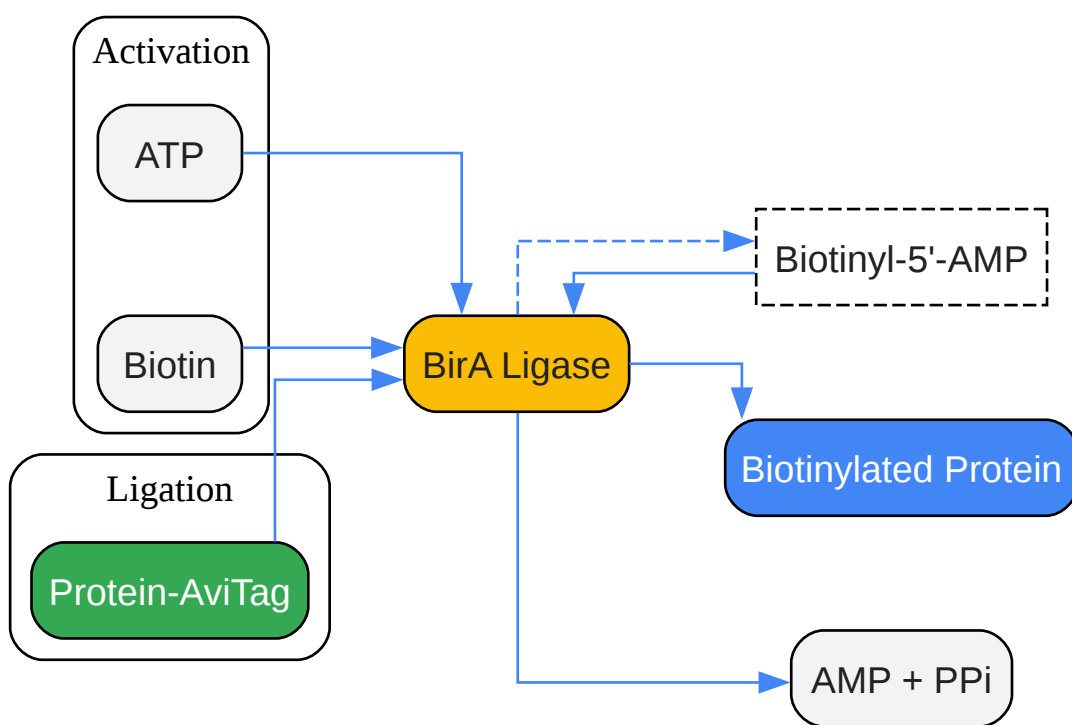 Activation
ATP
Biotin
Ligation
Protein-AviTag
BirA Ligase
Biotinyl-5'-AMP
Biotinylated Protein
AMP + PPi